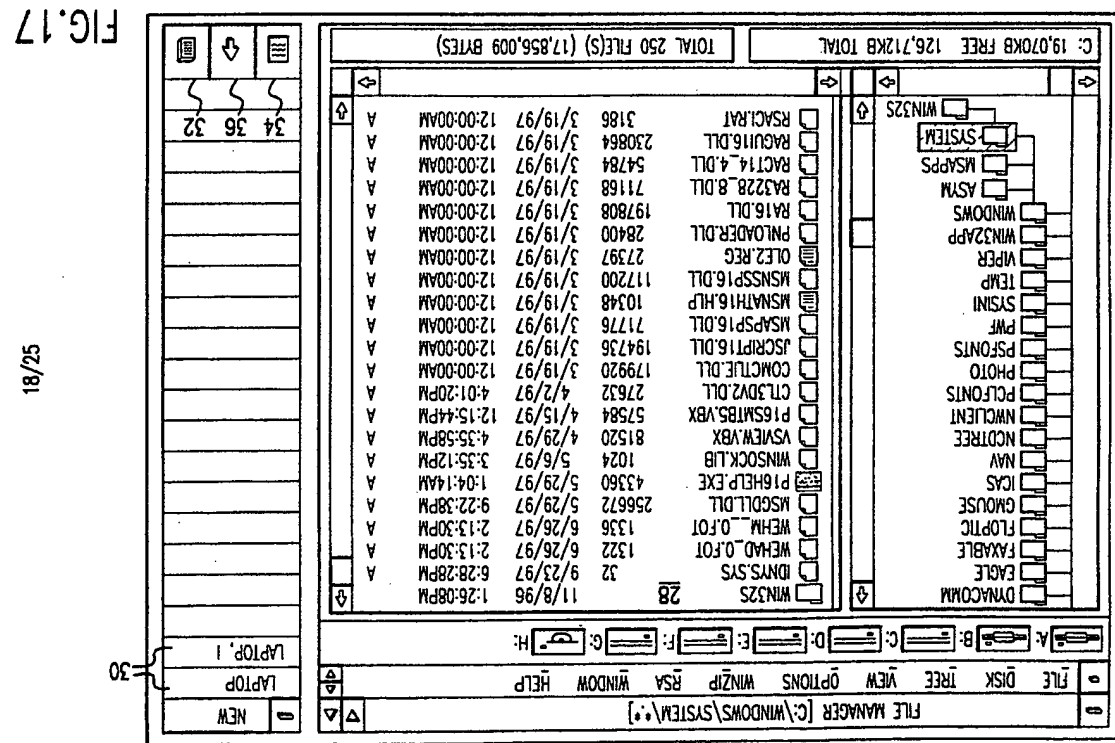 FILE MANAGER [C:\WINDOWS\SYSTEM\*.*]
FILE DISK TREE VIEW OPTIONS WINZIP RSA WINDOW HELP
A: B: C: D: E: F: G: H:
DYNACOMM
EAGLE
FAXABLE
FLOPTIC
GMOUSE
ICAS
NAV
NCDTREE
NWCLIENT
PCLFONTS
PHOTO
PSFONTS
PWF
SYSINI
TEMP
VIPER
WIN32APP
WINDOWS
ASYM
MSAPPS
SYSTEM
WIN32S
WIN32S 28 11/8/96 1:26:08PM
IDNYS.SYS 32 9/23/97 6:28:28PM A
WEHAD_0.FOT 1322 6/26/97 2:13:30PM A
WEHM__0.FOT 1336 6/26/97 2:13:30PM A
MSGDLL.DLL 256672 5/29/97 9:22:38PM A
P16HELP.EXE 43360 5/29/97 1:04:14AM A
WINSOCK.LIB 1024 5/6/97 3:35:12PM A
VSVIEW.VBX 81520 4/29/97 4:35:58PM A
P16SMTB5.VBX 57584 4/15/97 12:15:44PM A
CTL3DV2.DLL 27632 4/2/97 4:01:20PM A
COMCTLIE.DLL 179920 3/19/97 12:00:00AM A
JSCRIPT16.DLL 194736 3/19/97 12:00:00AM A
MSAPSP16.DLL 71776 3/19/97 12:00:00AM A
MSNATH16.HLP 10348 3/19/97 12:00:00AM A
MSNSSP16.DLL 117200 3/19/97 12:00:00AM A
OLE2.REG 27397 3/19/97 12:00:00AM A
PNLOADER.DLL 28400 3/19/97 12:00:00AM A
RA16.DLL 197808 3/19/97 12:00:00AM A
RA3228_8.DLL 71168 3/19/97 12:00:00AM A
RACT14_4.DLL 54784 3/19/97 12:00:00AM A
RAGUI16.DLL 230864 3/19/97 12:00:00AM A
RSACI.RAT 3186 3/19/97 12:00:00AM A
C: 19,070KB FREE 126,712KB TOTAL
TOTAL 250 FILE(S) (17,856,009 BYTES)
NEW
LAPTOP
LAPTOP. 1
30
34 36 32
18/25
FIG.17